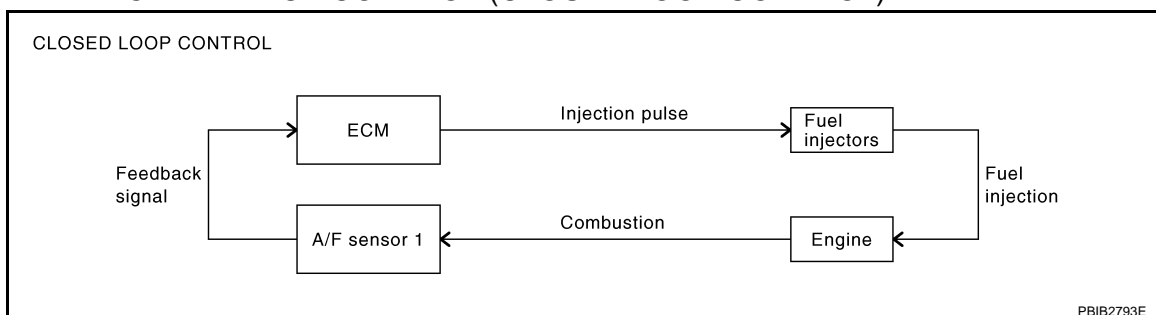 CLOSED LOOP CONTROL
ECM
Injection pulse
Fuel
injectors
Feedback
signal
Fuel
injection
A/F sensor 1
Combustion
Engine
PBIB2793E